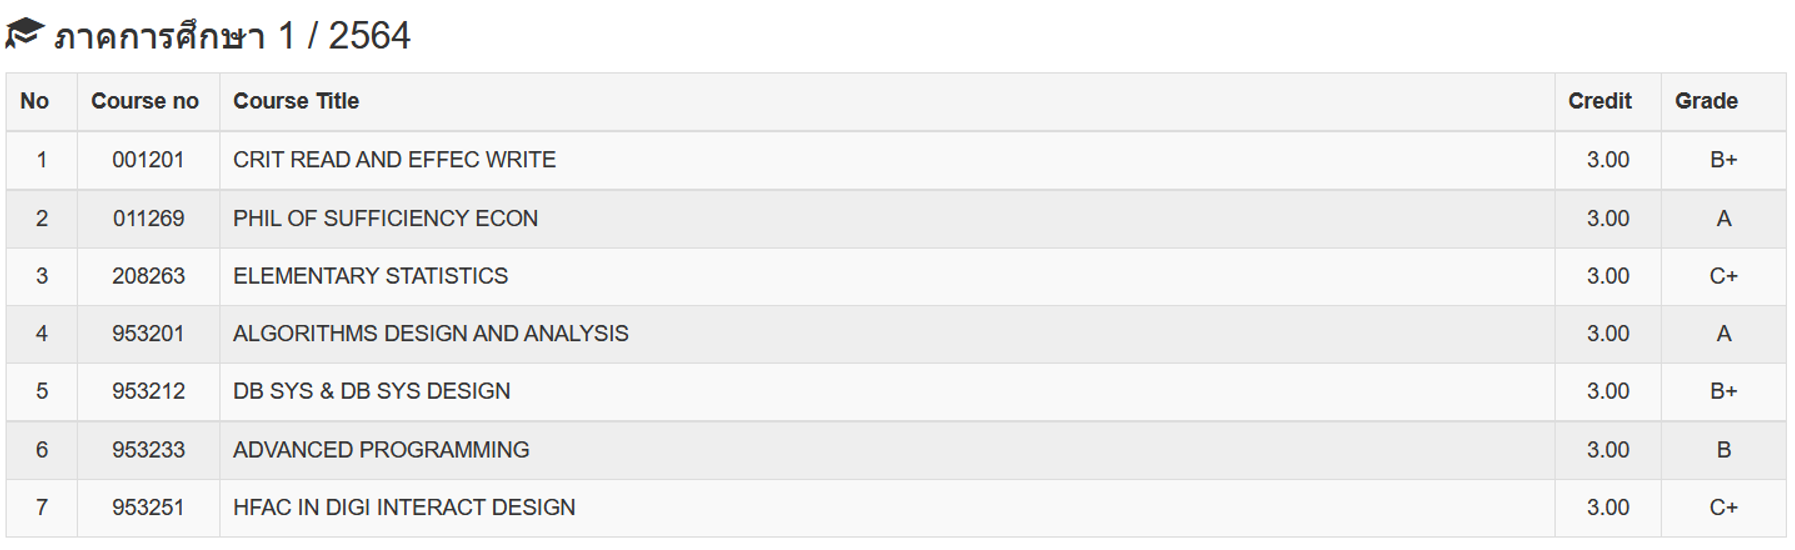 ภาคการศึกษา 1 / 2564
No Course no Course Title Credit Grade
1 001201 CRIT READ AND EFFEC WRITE 3.00 B+
2 011269 PHIL OF SUFFICIENCY ECON 3.00 A
3 208263 ELEMENTARY STATISTICS 3.00 C+
4 953201 ALGORITHMS DESIGN AND ANALYSIS 3.00 A
5 953212 DB SYS & DB SYS DESIGN 3.00 B+
6 953233 ADVANCED PROGRAMMING 3.00 B
7 953251 HFAC IN DIGI INTERACT DESIGN 3.00 C+